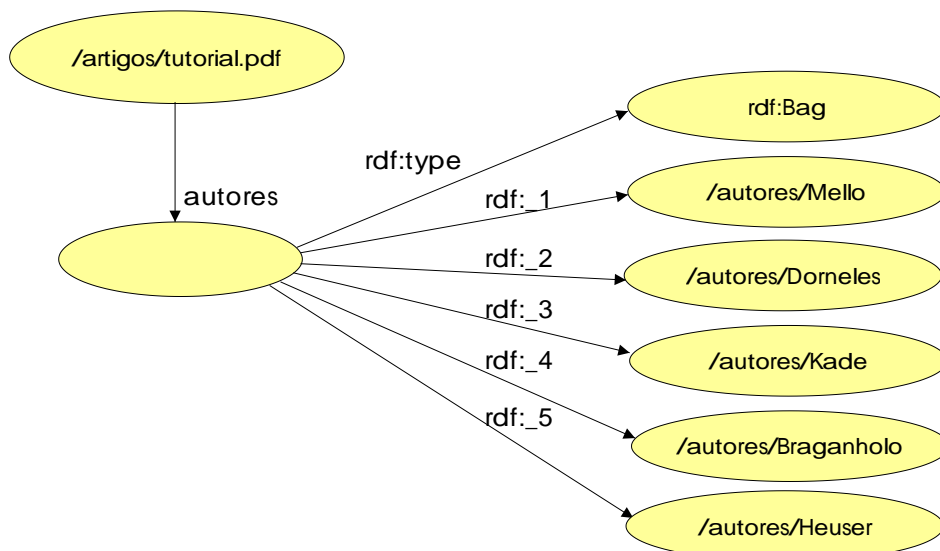 /artigos/tutorial.pdf
rdf:Bag
rdf:type
/autores/Mello
autores
rdf:_1
rdf:_2
/autores/Dorneles
rdf:_3
/autores/Kade
rdf:_4
rdf:_5
/autores/Braganholo
/autores/Heuser